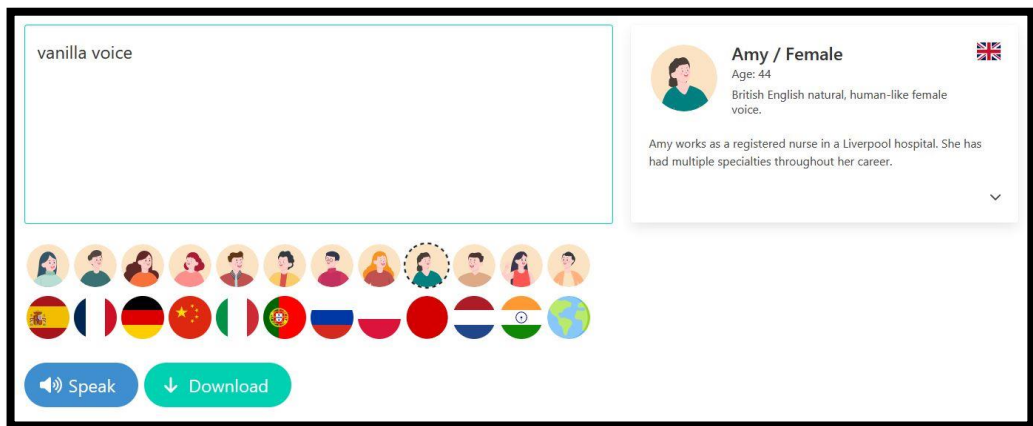 vanilla voice
Amy / Female
Age: 44
British English natural, human-like female
voice.
Amy works as a registered nurse in a Liverpool hospital. She has
had multiple specialties throughout her career.
Speak
Download